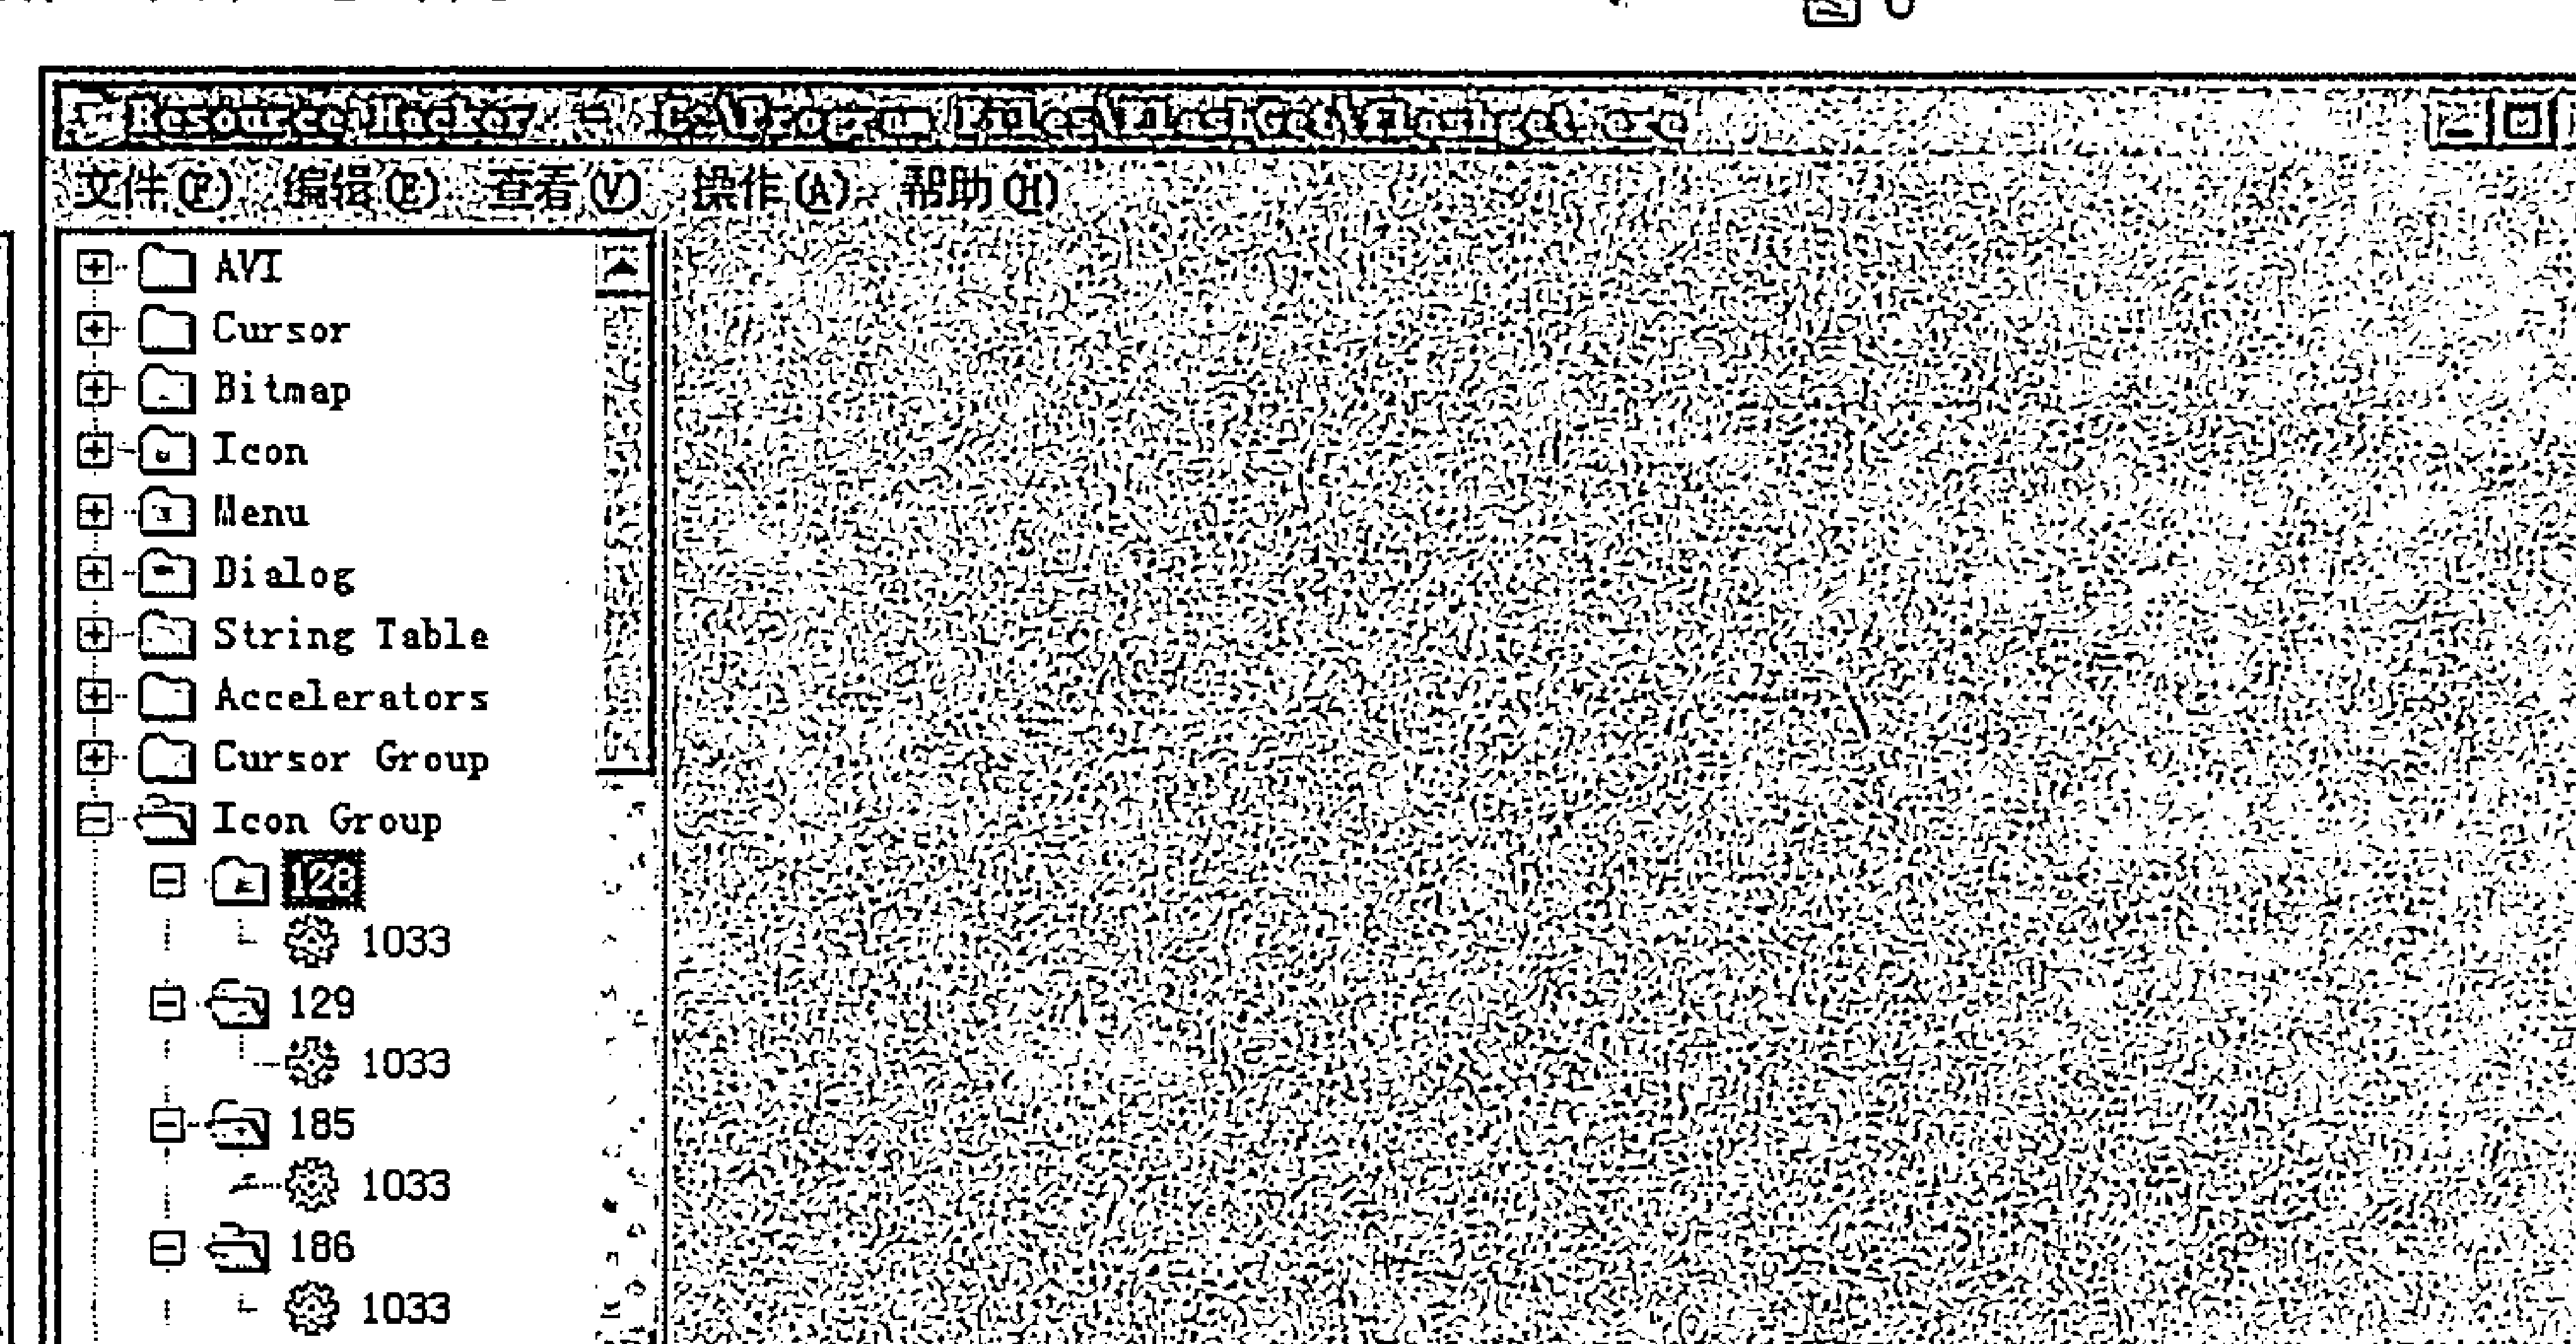 Resource Hacker - C:\Program Files\FlashGet\flashget.exe
文件(F) 编辑(E) 查看(V) 操作(A) 帮助(H)
AVI
Cursor
Bitmap
Icon
Menu
Dialog
String Table
Accelerators
Cursor Group
Icon Group
128
1033
129
1033
185
1033
186
1033